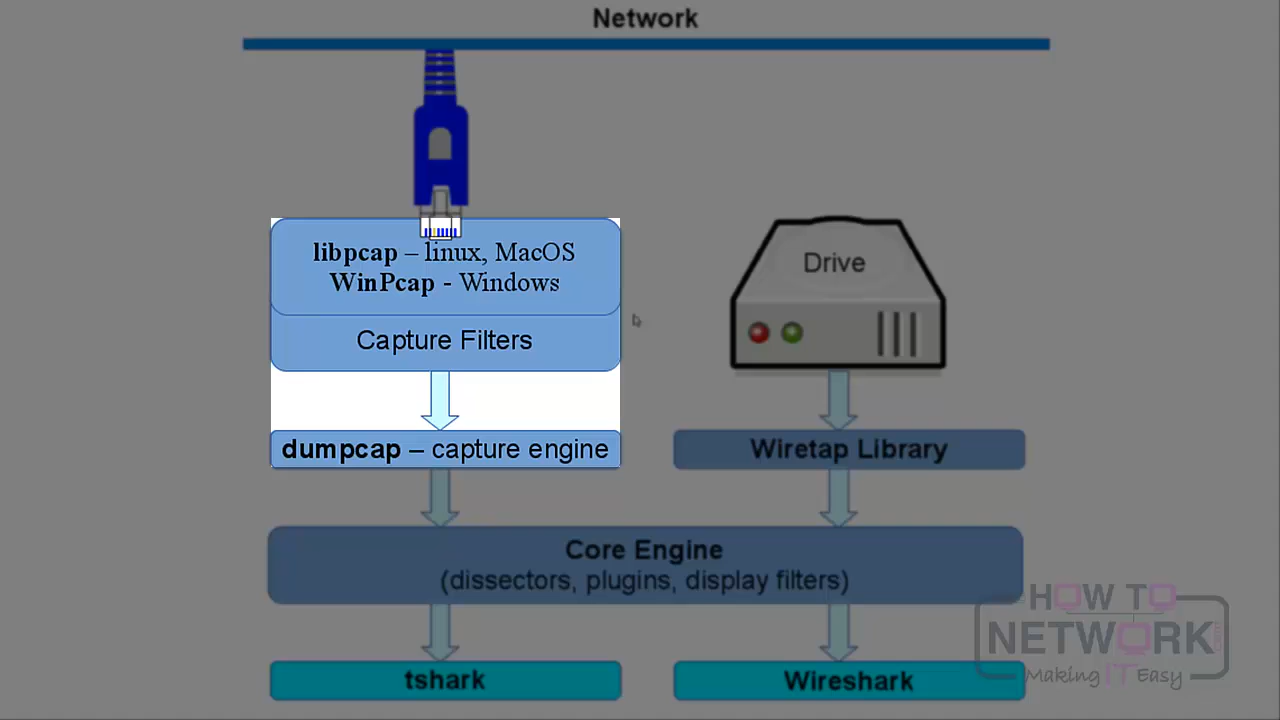 Network
libpcap – linux, MacOS
WinPcap - Windows
Drive
Capture Filters
dumpcap – capture engine
Wiretap Library
Core Engine
(dissectors, plugins, display filters)
tshark
Wireshark
HOW TO
NETWORK.com
Making IT Easy